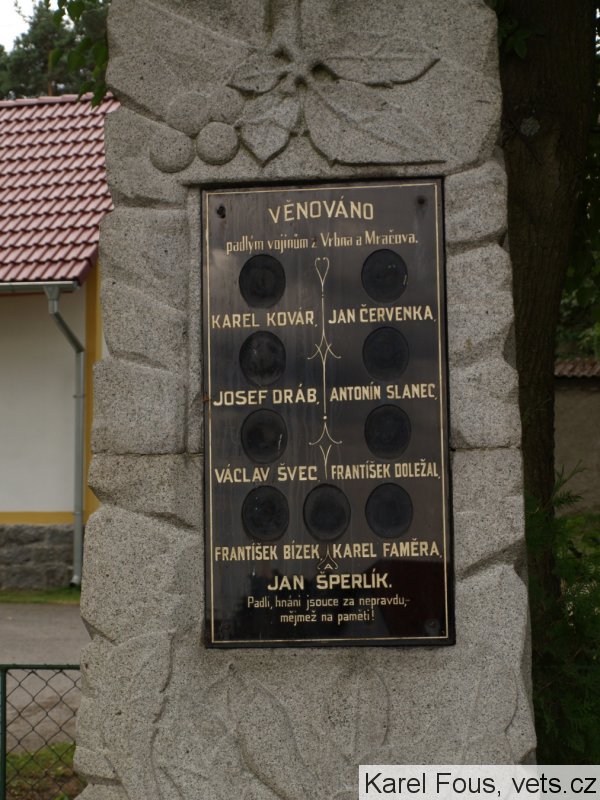 VĚNOVÁNO
padlým vojínům z Vrbna a Mračova.
KAREL KOVÁŘ, JAN ČERVENKA,
JOSEF DRÁB, ANTONÍN SLANEC,
VÁCLAV ŠVEC, FRANTIŠEK DOLEŽAL,
FRANTIŠEK BÍZEK, KAREL FAMĚRA,
A
JAN ŠPERLÍK.
Padli, hnáni jsouce za nepravdu,-
mějmež na paměti!
Karel Fous, vets.cz